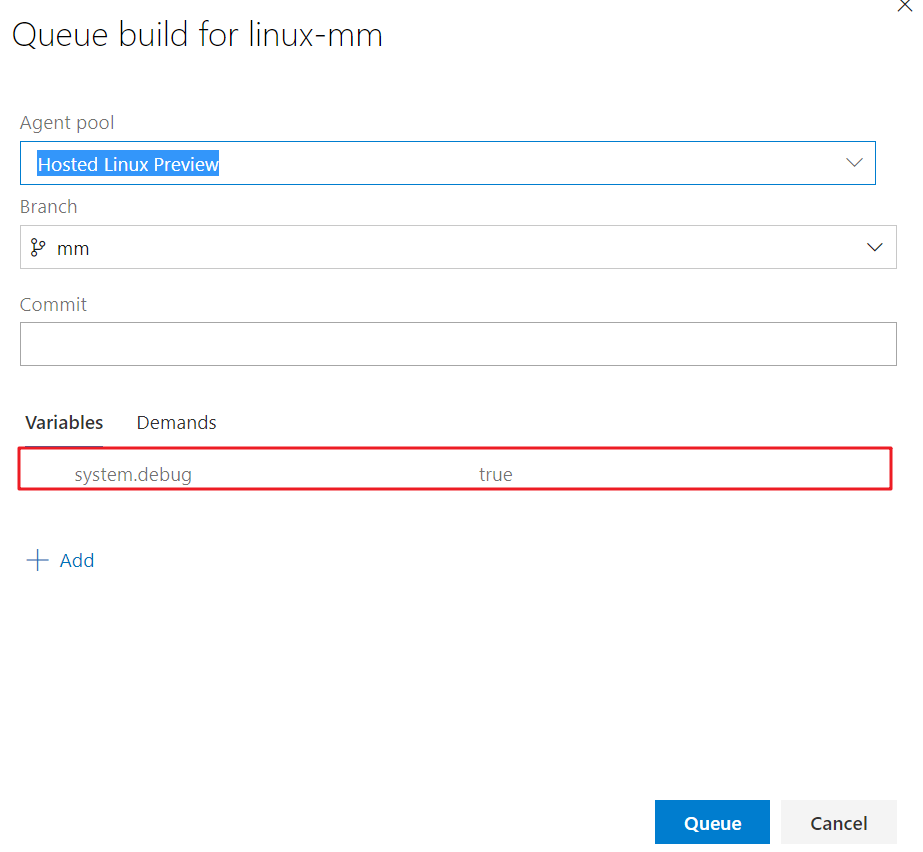 Queue build for linux-mm
Agent pool
Hosted Linux Preview
Branch
mm
Commit
Variables Demands
system.debug true
Add
Queue Cancel